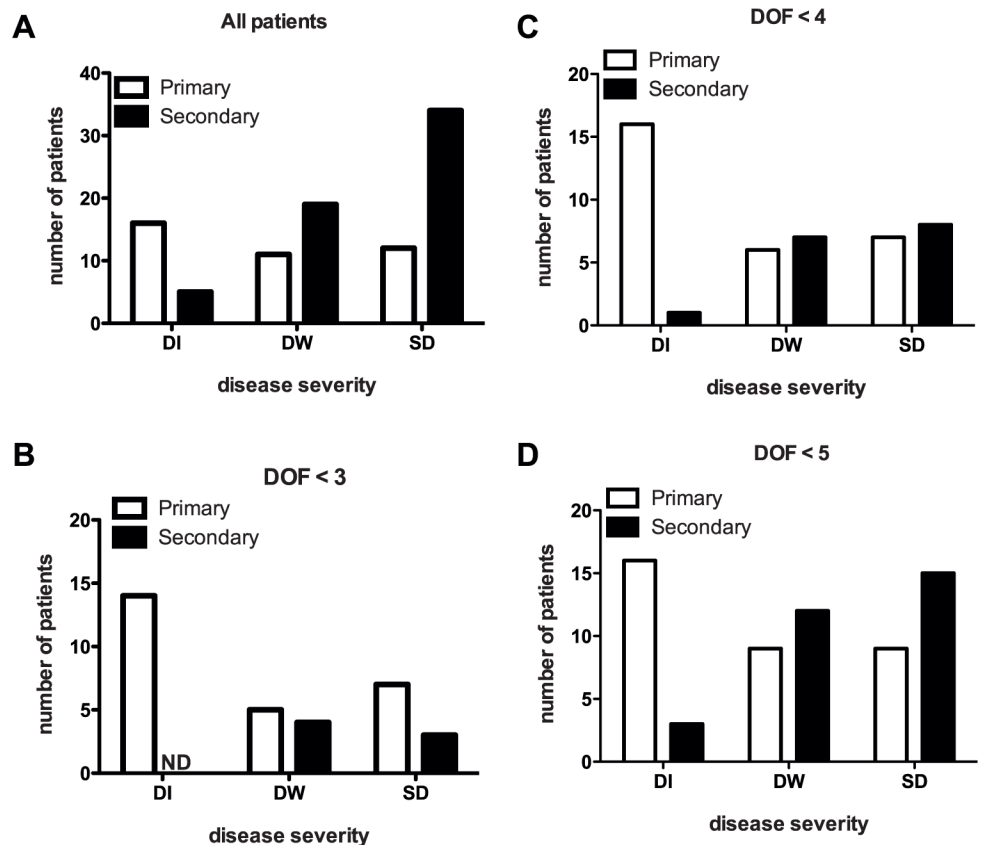 A
All patients
Primary
Secondary
number of patients
40
30
20
10
0
DI DW SD
disease severity
B
DOF < 3
Primary
Secondary
number of patients
20
15
10
5
0
ND
DI DW SD
disease severity
C
DOF < 4
Primary
Secondary
number of patients
20
15
10
5
0
DI DW SD
disease severity
D
DOF < 5
Primary
Secondary
number of patients
20
15
10
5
0
DI DW SD
disease severity